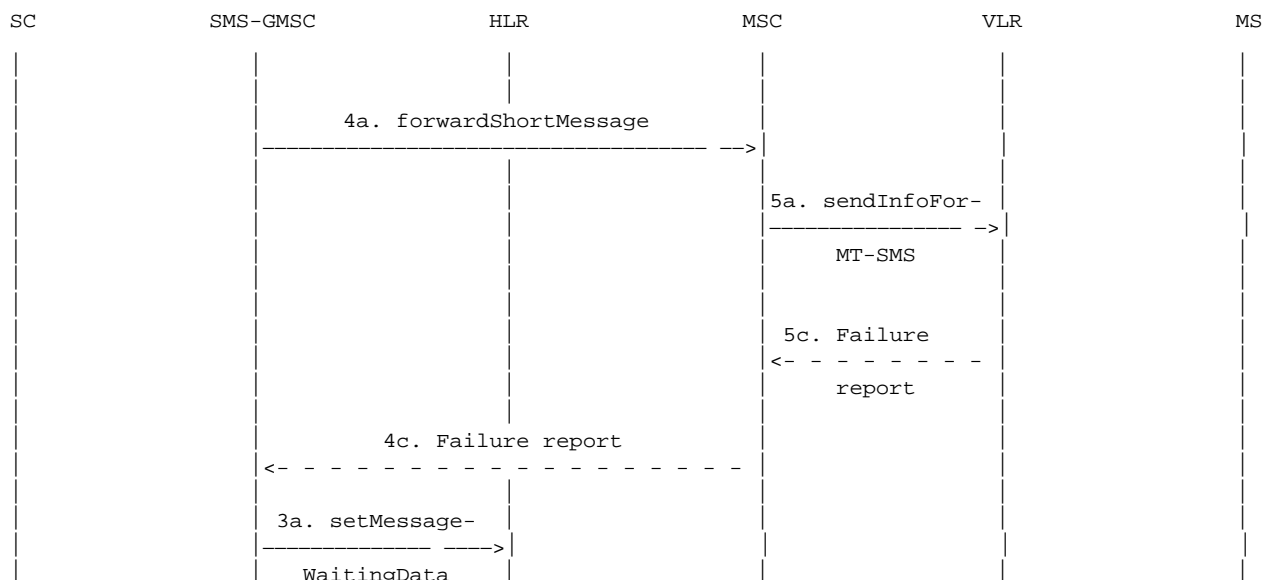 SC SMS-GMSC HLR MSC VLR MS
4a. forwardShortMessage
5a. sendInfoFor-
MT-SMS
5c. Failure
report
4c. Failure report
3a. setMessage-
WaitingData